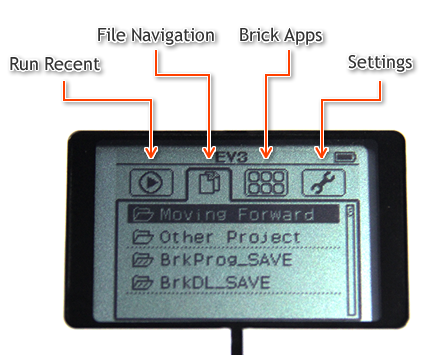 File Navigation
Brick Apps
Run Recent
Settings
EV3
Moving Forward
Other Project
BrkProg_SAVE
BrkDL_SAVE